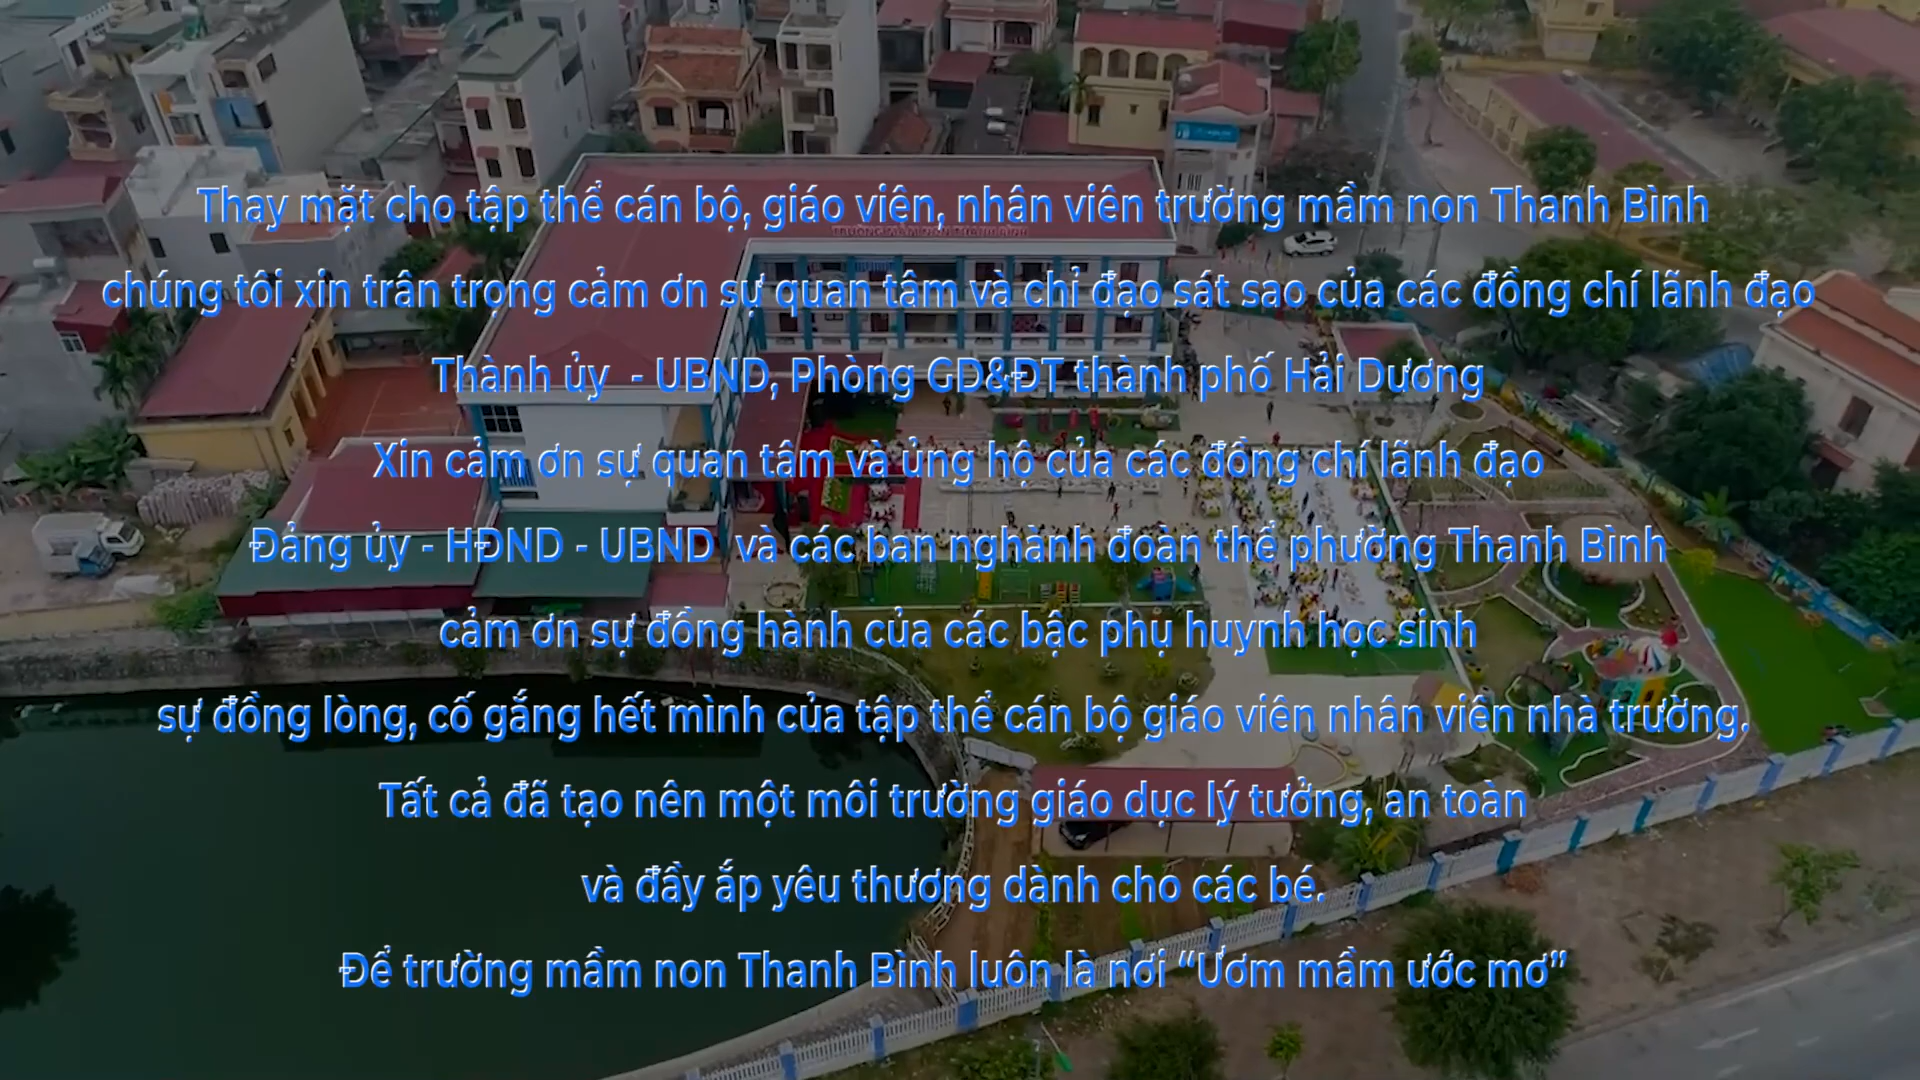 Thay mặt cho tập thể cán bộ, giáo viên, nhân viên trường mầm non Thanh Bình
TRƯỜNG MẦM NON THANH BÌNH
chúng tôi xin trân trọng cảm ơn sự quan tâm và chỉ đạo sát sao của các đồng chí lãnh đạo
Thành ủy - UBND, Phòng GD&ĐT thành phố Hải Dương
Xin cảm ơn sự quan tâm và ủng hộ của các đồng chí lãnh đạo
Đảng ủy - HĐND - UBND và các ban nghành đoàn thể phường Thanh Bình
cảm ơn sự đồng hành của các bậc phụ huynh học sinh
sự đồng lòng, cố gắng hết mình của tập thể cán bộ giáo viên nhân viên nhà trường.
Tất cả đã tạo nên một môi trường giáo dục lý tưởng, an toàn
và đầy ắp yêu thương dành cho các bé.
Để trường mầm non Thanh Bình luôn là nơi “Ươm mầm ước mơ”